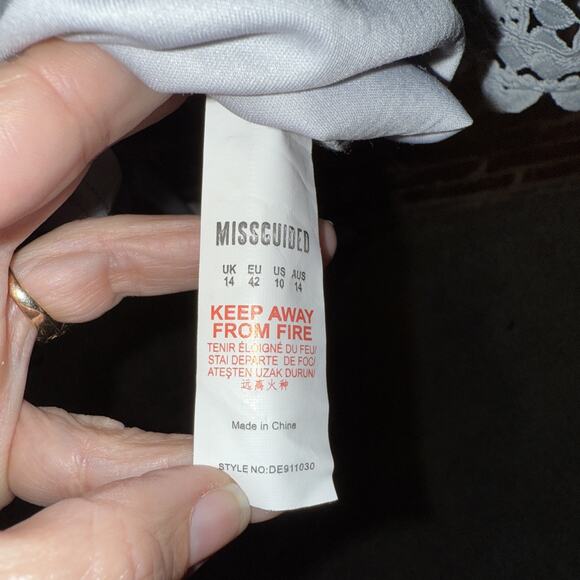 MISSGUIDED
UK EU US AUS
14 42 10 14
KEEP AWAY
FROM FIRE
TENIR ÉLOIGNÉ DU FEU/
STAI DEPARTE DE FOC/
ATEŞTEN UZAK DURUN/
远离火种
Made in China
STYLE NO:DE911030